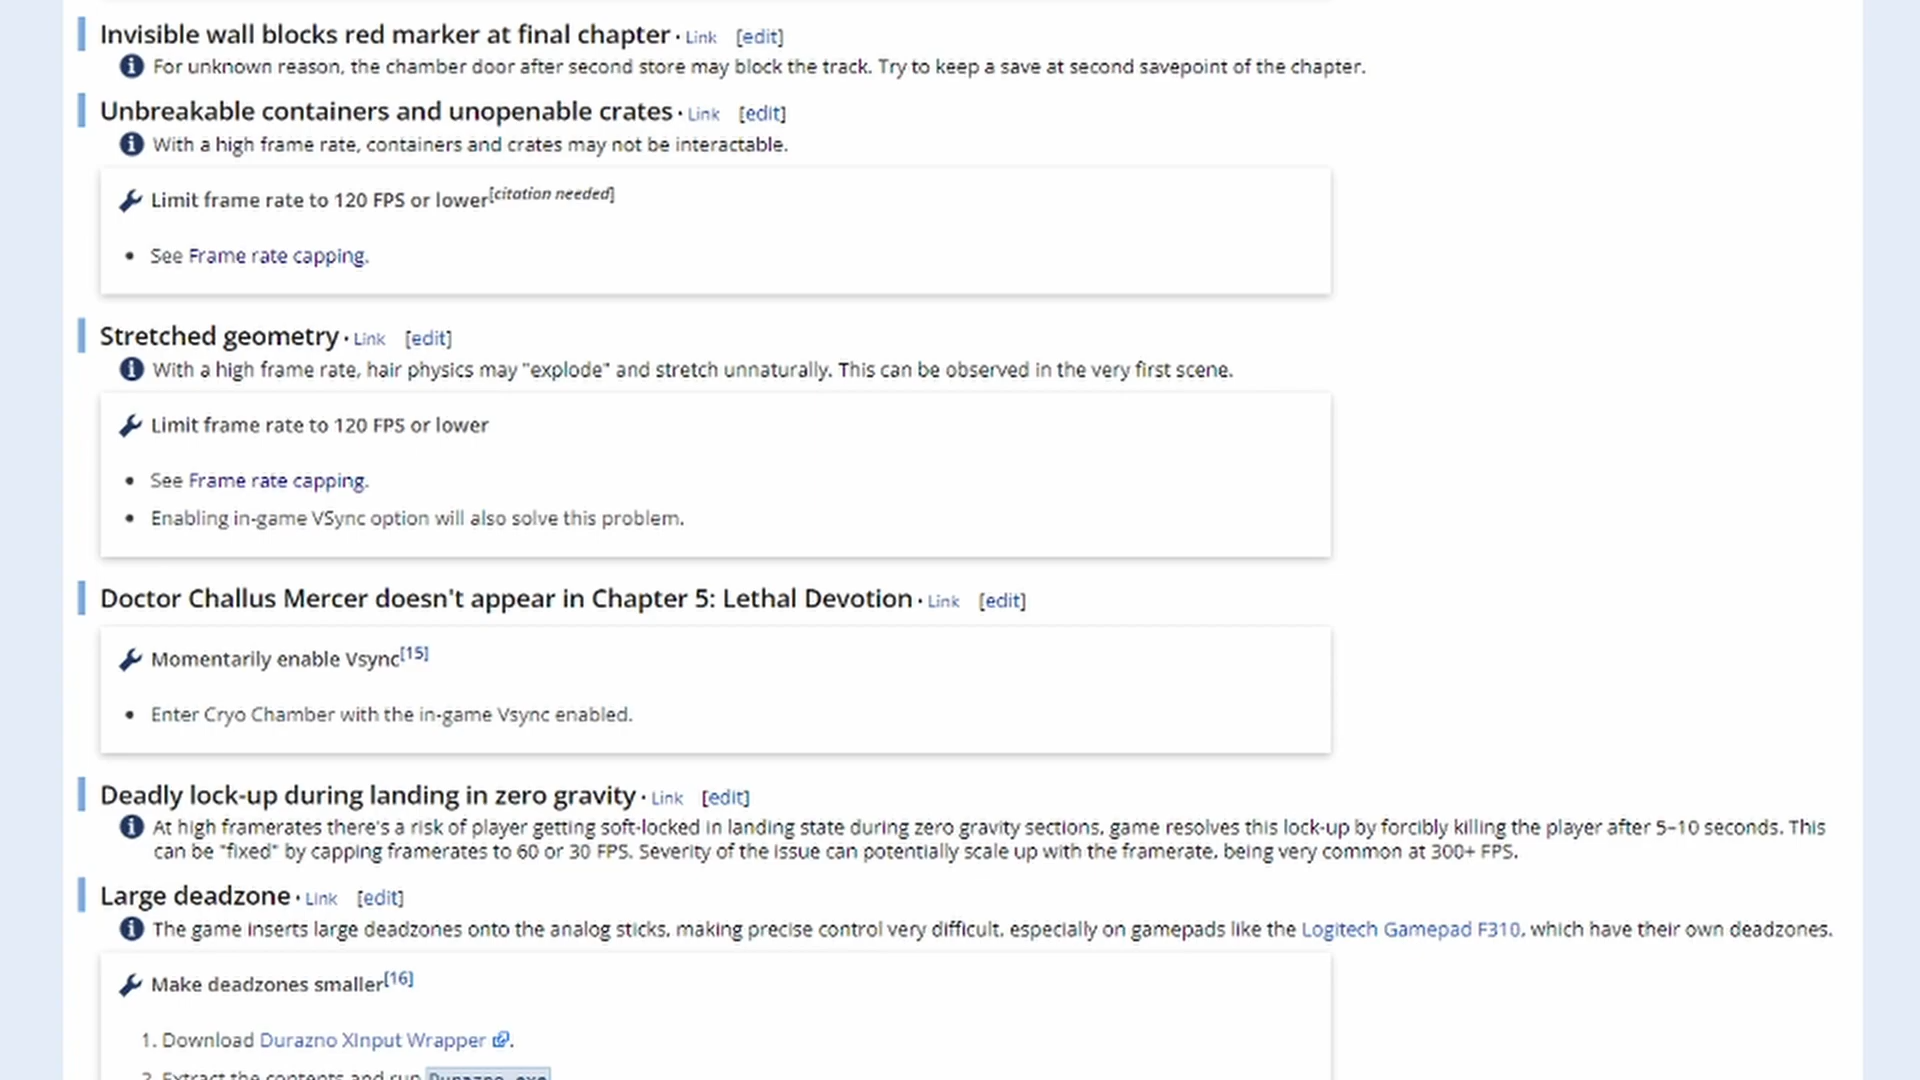 Invisible wall blocks red marker at final chapter · Link [edit]
For unknown reason, the chamber door after second store may block the track. Try to keep a save at second savepoint of the chapter.
Unbreakable containers and unopenable crates · Link [edit]
With a high frame rate, containers and crates may not be interactable.
Limit frame rate to 120 FPS or lower[citation needed]
• See Frame rate capping.
Stretched geometry · Link [edit]
With a high frame rate, hair physics may "explode" and stretch unnaturally. This can be observed in the very first scene.
Limit frame rate to 120 FPS or lower
• See Frame rate capping.
• Enabling in-game VSync option will also solve this problem.
Doctor Challus Mercer doesn't appear in Chapter 5: Lethal Devotion · Link [edit]
Momentarily enable Vsync[15]
• Enter Cryo Chamber with the in-game Vsync enabled.
Deadly lock-up during landing in zero gravity · Link [edit]
At high framerates there's a risk of player getting soft-locked in landing state during zero gravity sections, game resolves this lock-up by forcibly killing the player after 5–10 seconds. This
can be "fixed" by capping framerates to 60 or 30 FPS. Severity of the issue can potentially scale up with the framerate, being very common at 300+ FPS.
Large deadzone · Link [edit]
The game inserts large deadzones onto the analog sticks, making precise control very difficult, especially on gamepads like the Logitech Gamepad F310, which have their own deadzones.
Make deadzones smaller[16]
1. Download Durazno XInput Wrapper.
2. Extract the contents and run Durazno.exe